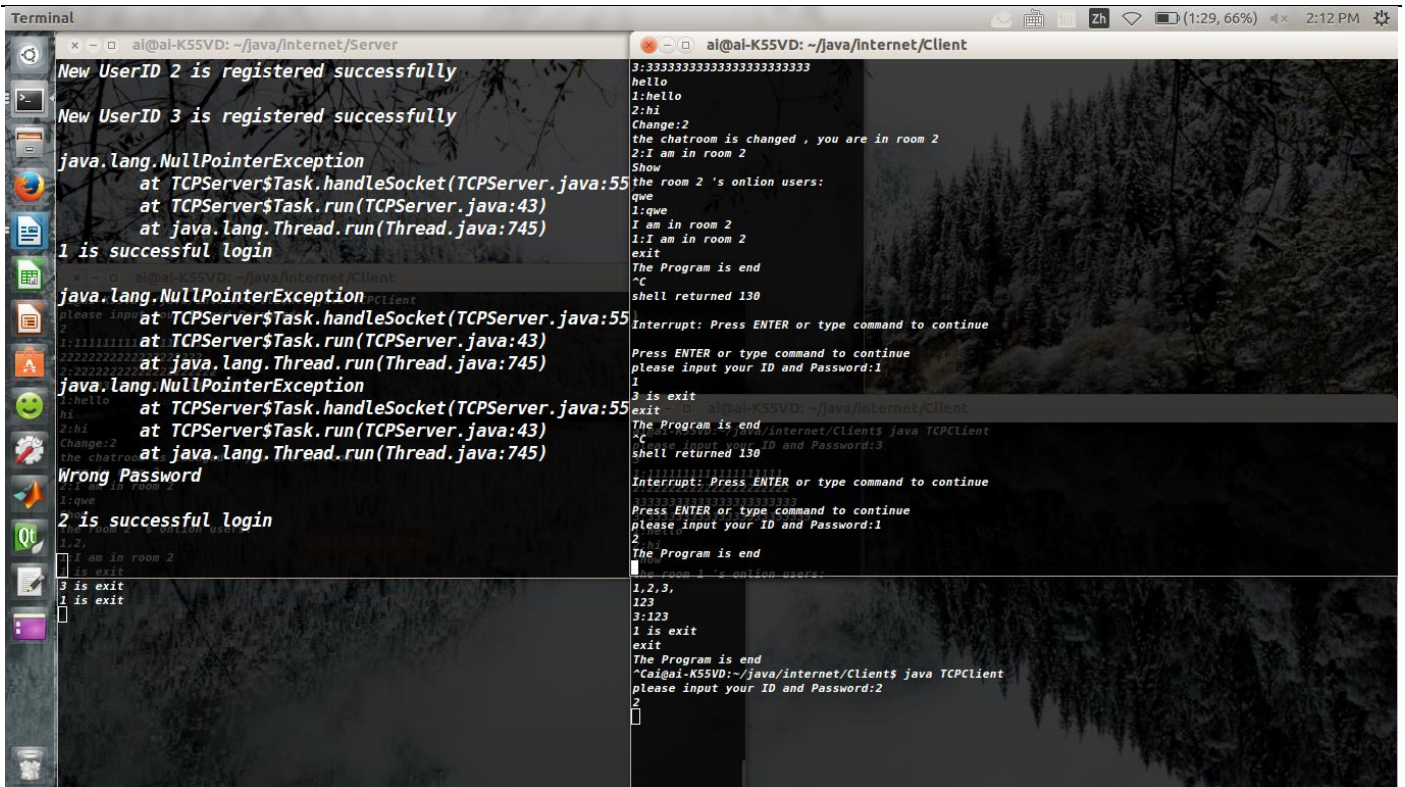 Terminal
Zh
(1:29, 66%)
2:12 PM
ai@ai-K55VD: ~/java/internet/Server
New UserID 2 is registered successfully
New UserID 3 is registered successfully
java.lang.NullPointerException
at TCPServer$Task.handleSocket(TCPServer.java:55
at TCPServer$Task.run(TCPServer.java:43)
at java.lang.Thread.run(Thread.java:745)
1 is successful login
java.lang.NullPointerException
at TCPServer$Task.handleSocket(TCPServer.java:55
at TCPServer$Task.run(TCPServer.java:43)
at java.lang.Thread.run(Thread.java:745)
java.lang.NullPointerException
at TCPServer$Task.handleSocket(TCPServer.java:55
at TCPServer$Task.run(TCPServer.java:43)
at java.lang.Thread.run(Thread.java:745)
Wrong Password
2 is successful login
3 is exit
1 is exit
ai@ai-K55VD: ~/java/internet/Client
hello
1:hello
2:hi
Change:2
the chatroom is changed , you are in room 2
2:I am in room 2
Show
the room 2 's onlion users:
qwe
1:qwe
I am in room 2
1:I am in room 2
exit
The Program is end
^C
shell returned 130
Interrupt: Press ENTER or type command to continue
Press ENTER or type command to continue
please input your ID and Password:1
1
3 is exit
exit
The Program is end
^C
shell returned 130
Interrupt: Press ENTER or type command to continue
Press ENTER or type command to continue
please input your ID and Password:1
2
The Program is end
1,2,3,
123
3:123
1 is exit
exit
The Program is end
^Cai@ai-K55VD:~/java/internet/Client$ java TCPClient
please input your ID and Password:2
2